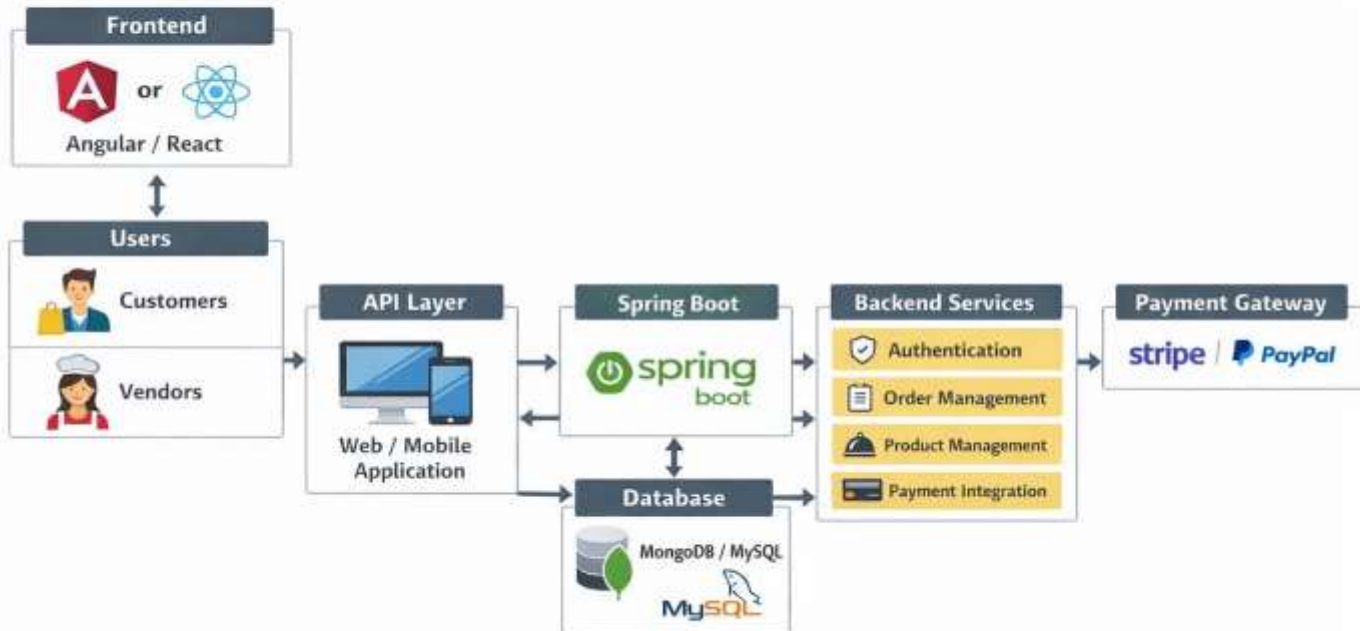 Frontend
or
Angular / React
Users
Customers
Vendors
API Layer
Web / Mobile
Application
Spring Boot
spring
boot
Database
MongoDB / MySQL
MySQL
Backend Services
Authentication
Order Management
Product Management
Payment Integration
Payment Gateway
stripe | PayPal